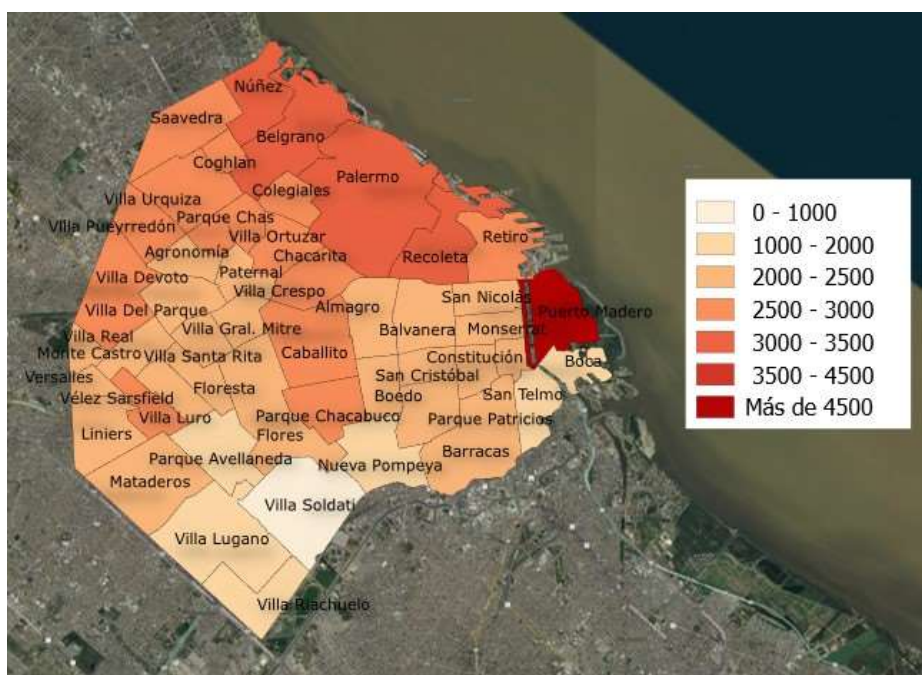 Núñez
Saavedra
Belgrano
Coghlan
Palermo
Colegiales
Villa Urquiza
Parque Chas
Villa Pueyrredón
Villa Ortuzar
Retiro
Agronomía
Chacarita
Recoleta
Villa Devoto
Paternal
Villa Crespo
San Nicolás
Villa Del Parque
Almagro
Puerto Madero
Villa Real
Villa Gral. Mitre
Balvanera
Monserrat
Monte Castro
Villa Santa Rita
Caballito
Constitución
Boca
Versalles
San Cristóbal
Floresta
Vélez Sarsfield
Boedo
San Telmo
Villa Luro
Parque Chacabuco
Parque Patricios
Liniers
Flores
Parque Avellaneda
Nueva Pompeya
Barracas
Mataderos
Villa Soldati
Villa Lugano
Villa Riachuelo
0 - 1000
1000 - 2000
2000 - 2500
2500 - 3000
3000 - 3500
3500 - 4500
Más de 4500